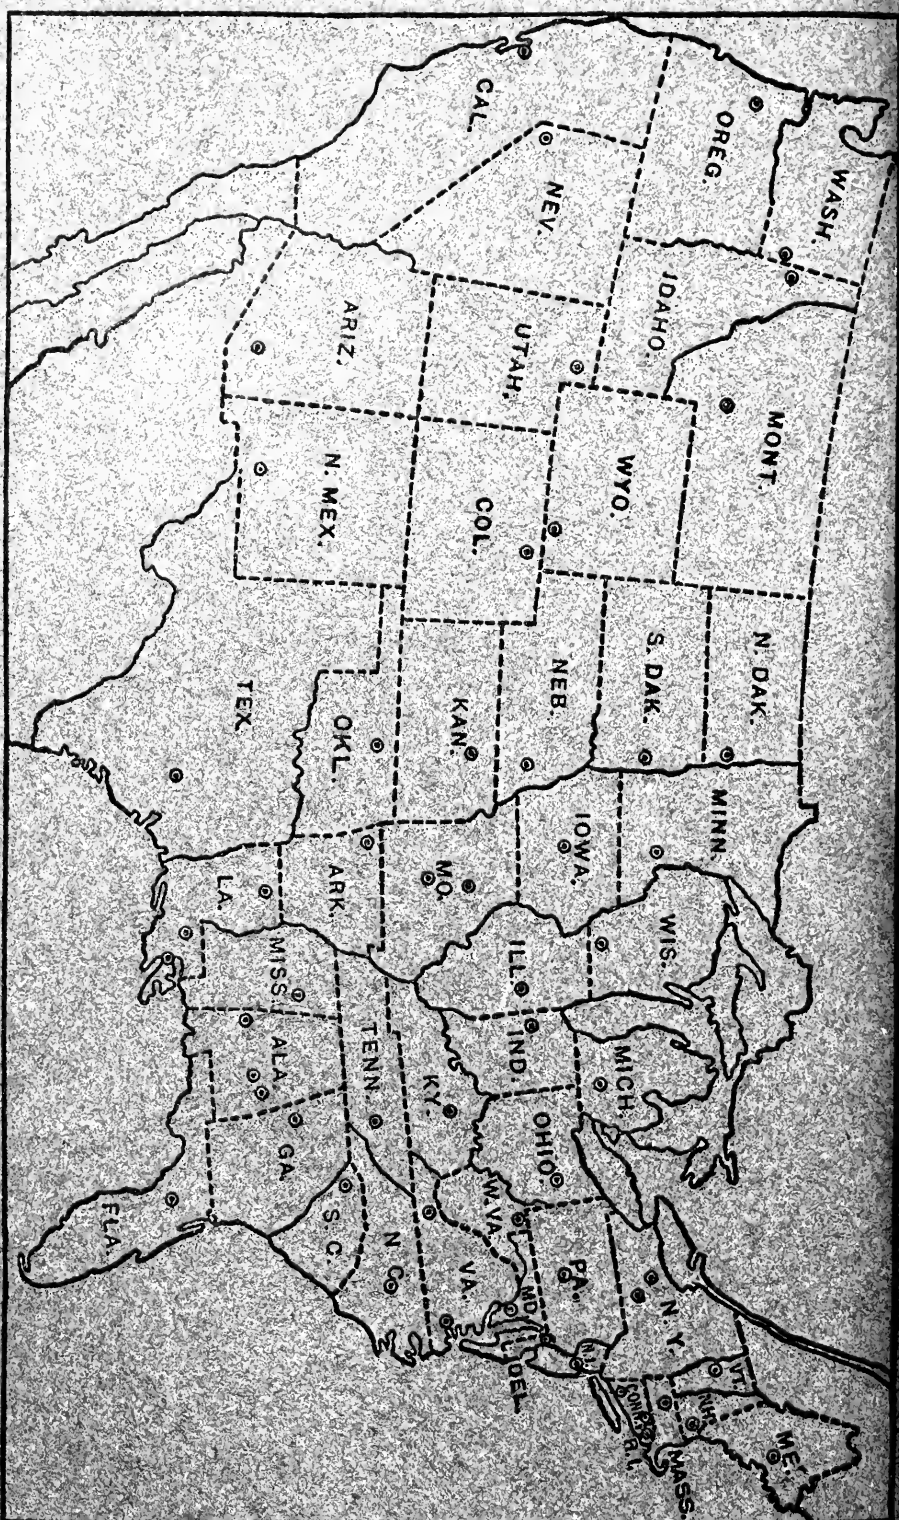 WASH.
OREG.
CAL.
NEV.
IDAHO.
MONT.
WYO.
UTAH.
ARIZ.
COL.
N. MEX.
N. DAK.
S. DAK.
NEB.
KAN.
OKL.
TEX.
MINN.
IOWA.
MO.
ARK.
LA.
WIS.
ILL.
MISS.
MICH.
IND.
OHIO.
KY.
TENN.
ALA.
GA.
FLA.
S. C.
N C.
VA.
W. VA.
MD.
DEL.
PA.
N. J.
N. Y.
VT.
N.H.
ME.
MASS.
R.I.
CONN.